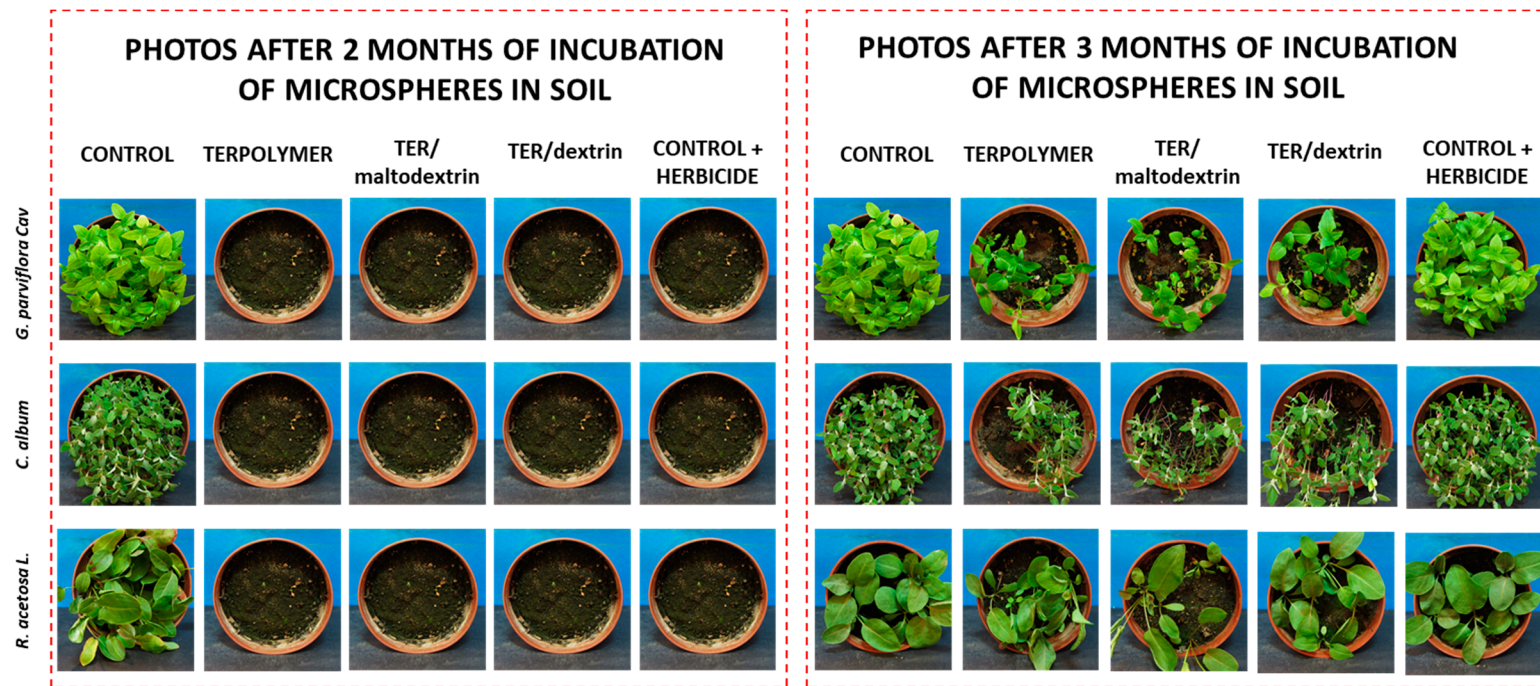 PHOTOS AFTER 2 MONTHS OF INCUBATION
OF MICROSPHERES IN SOIL
CONTROL
TERPOLYMER
TER/
maltodextrin
TER/dextrin
CONTROL +
HERBICIDE
PHOTOS AFTER 3 MONTHS OF INCUBATION
OF MICROSPHERES IN SOIL
CONTROL
TERPOLYMER
TER/
maltodextrin
TER/dextrin
CONTROL +
HERBICIDE
G. parviflora Cav
C. album
R. acetosa L.